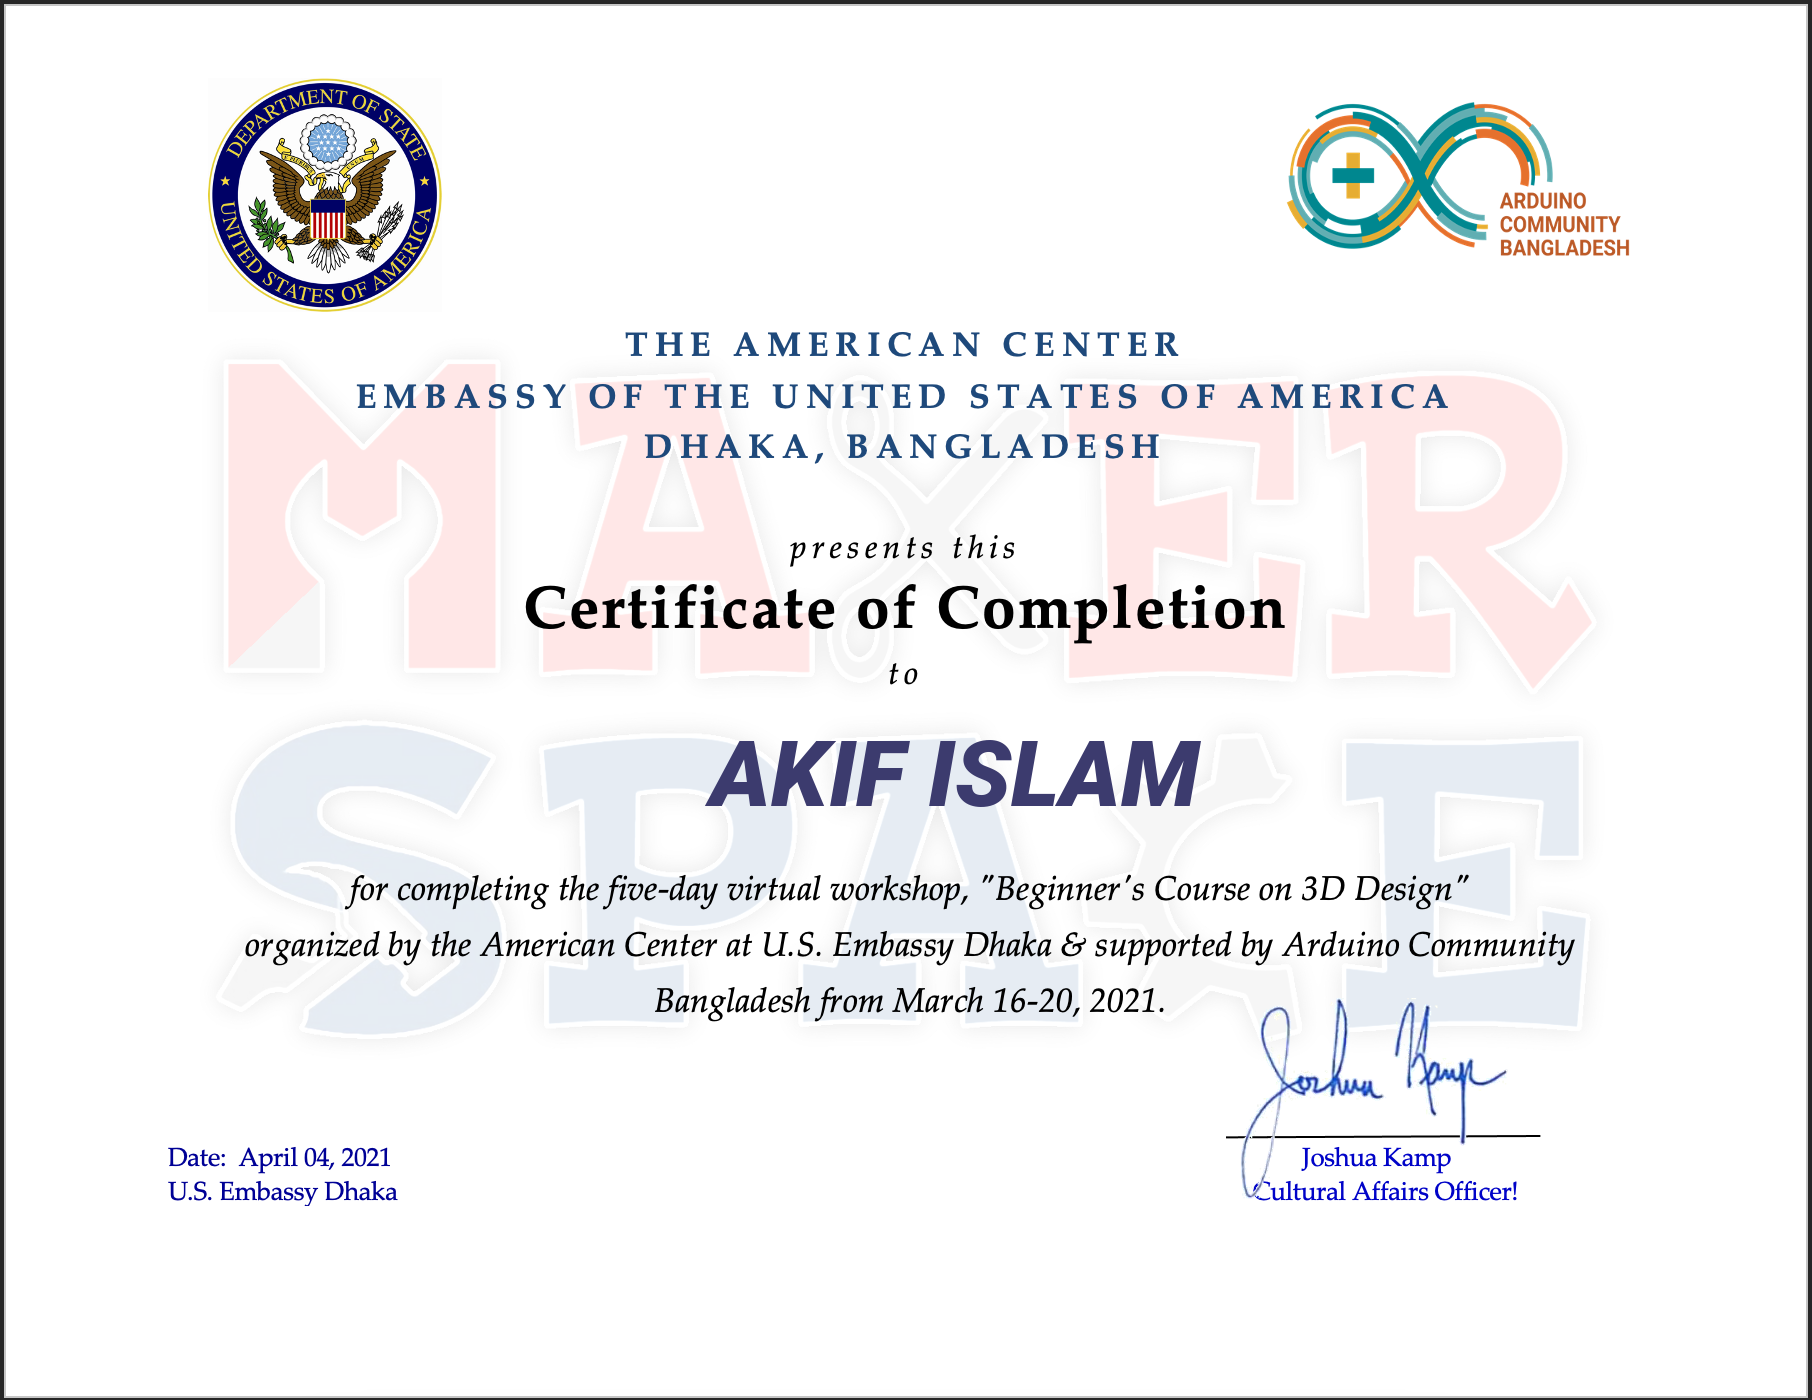 DEPARTMENT OF STATE
UNITED STATES OF AMERICA
ARDUINO
COMMUNITY
BANGLADESH
THE AMERICAN CENTER
EMBASSY OF THE UNITED STATES OF AMERICA
DHAKA, BANGLADESH
MAKER
SPACE
presents this
Certificate of Completion
to
AKIF ISLAM
for completing the five-day virtual workshop, "Beginner's Course on 3D Design"
organized by the American Center at U.S. Embassy Dhaka & supported by Arduino Community
Bangladesh from March 16-20, 2021.
Joshua Kamp
Date: April 04, 2021
U.S. Embassy Dhaka
Joshua Kamp
Cultural Affairs Officer!